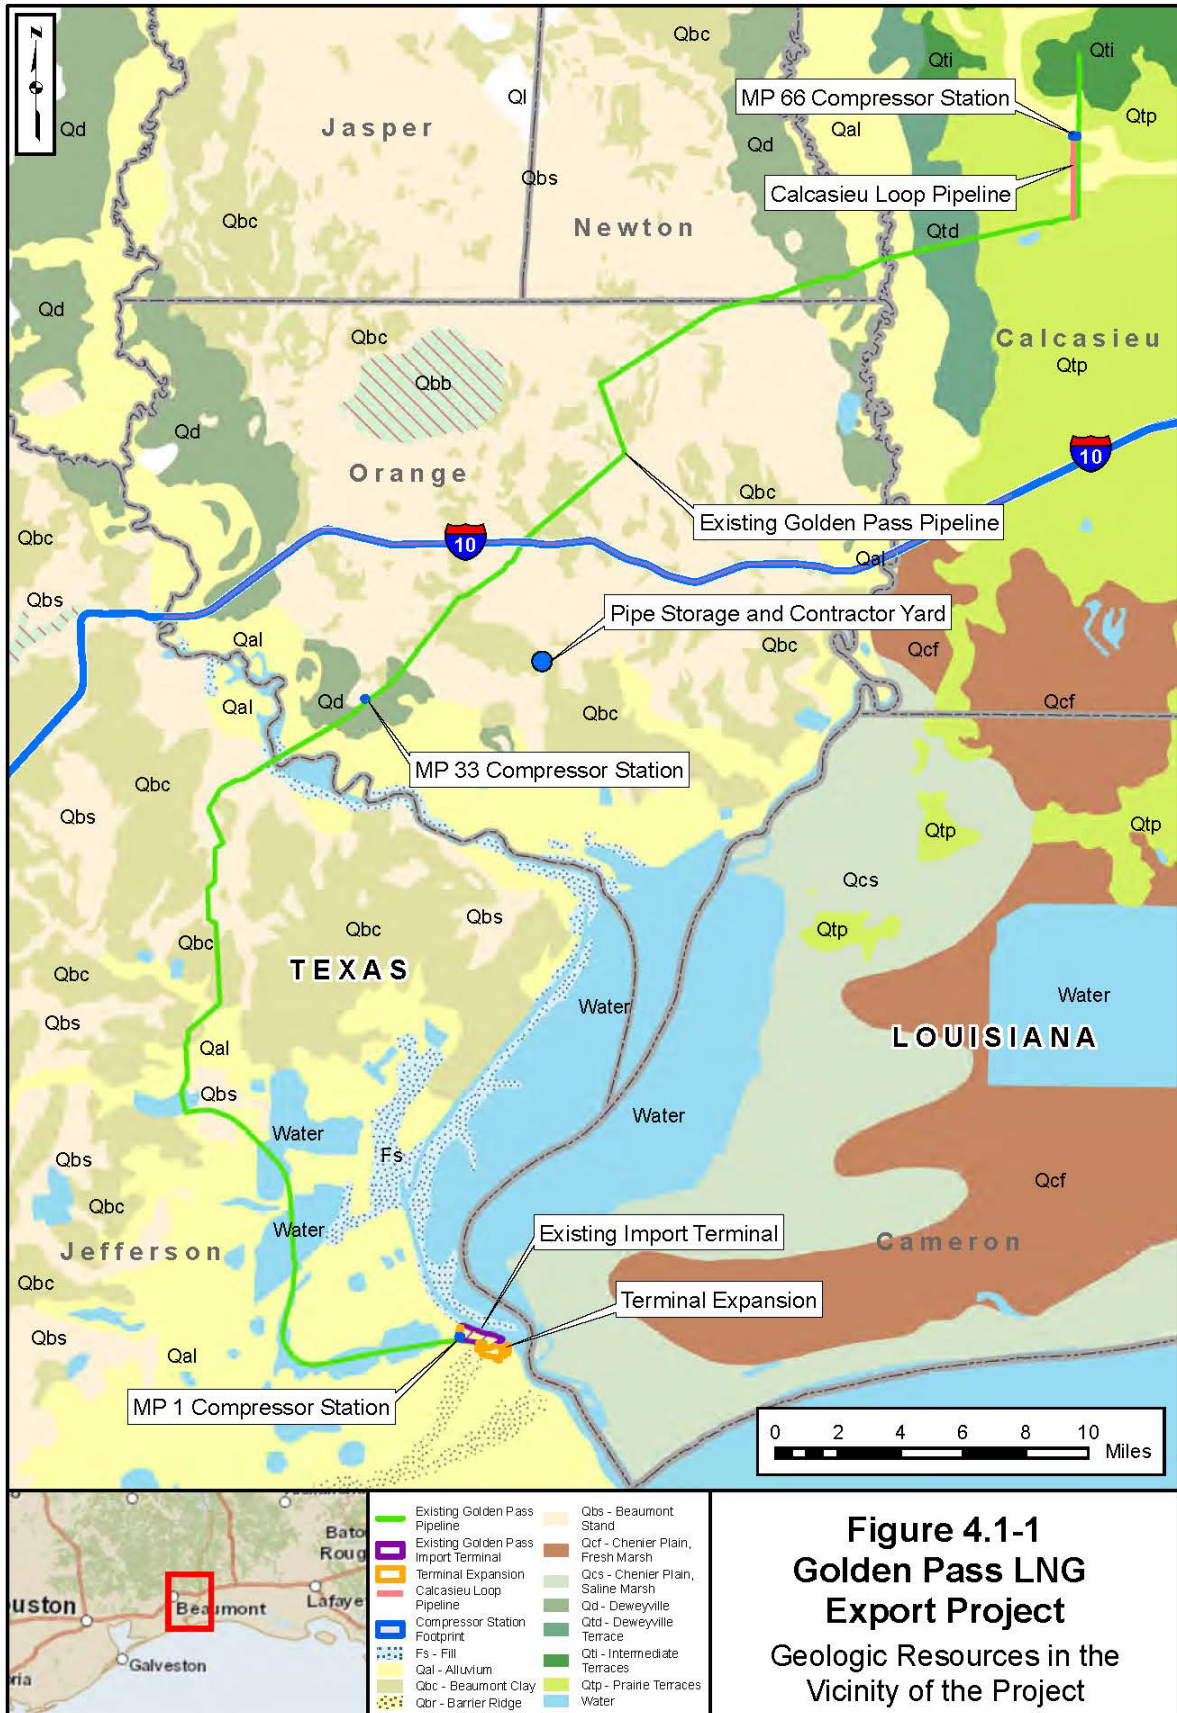 N
Qbc
Qti
Qti
MP 66 Compressor Station
Ql
Qtp
Jasper
Qd
Qal
Qd
Qbs
Calcasieu Loop Pipeline
Qbc
Newton
Qtd
Qd
Qbc
Calcasieu
Qtp
Qbb
Qd
Orange
10
Qbc
Existing Golden Pass Pipeline
Qbc
10
Qal
Qbs
Pipe Storage and Contractor Yard
Qal
Qbc
Qcf
Qd
Qal
Qcf
Qbc
MP 33 Compressor Station
Qbc
Qbs
Qtp
Qtp
Qcs
Qbs
Qtp
Qbc
Qbc
TEXAS
Qbc
Water
Water
Qbs
LOUISIANA
Qal
Qbs
Water
Water
Fs
Qbs
Qcf
Qbc
Water
Existing Import Terminal
Jefferson
Cameron
Qbc
Terminal Expansion
Qbs
Qal
MP 1 Compressor Station
0 2 4 6 8 10
Miles
Bato
Roug
uston
Beaumont
Lafaye
Galveston
ria
Existing Golden Pass
Pipeline
Existing Golden Pass
Import Terminal
Terminal Expansion
Calcasieu Loop
Pipeline
Compressor Station
Footprint
Fs - Fill
Qal - Alluvium
Qbc - Beaumont Clay
Qbr - Barrier Ridge
Qbs - Beaumont
Stand
Qcf - Chenier Plain,
Fresh Marsh
Qcs - Chenier Plain,
Saline Marsh
Qd - Deweyville
Qtd - Deweyville
Terrace
Qti - Intermediate
Terraces
Qtp - Prairie Terraces
Water
Figure 4.1-1
Golden Pass LNG
Export Project
Geologic Resources in the
Vicinity of the Project